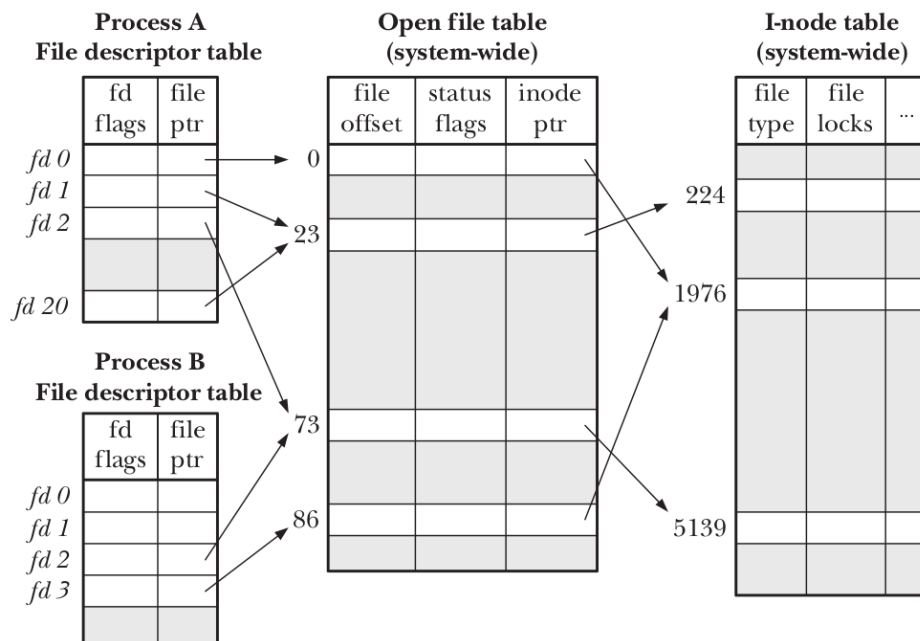 Process A
File descriptor table
fd
flags
file
ptr
fd 0
fd 1
fd 2
fd 20
Process B
File descriptor table
fd
flags
file
ptr
fd 0
fd 1
fd 2
fd 3
Open file table
(system-wide)
file
offset
status
flags
inode
ptr
0
23
73
86
I-node table
(system-wide)
file
type
file
locks
...
224
1976
5139